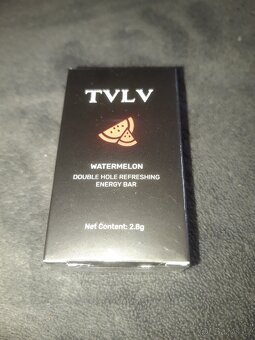 TVLV
WATERMELON
DOUBLE HOLE REFRESHING
ENERGY BAR
Net Content: 2.8g